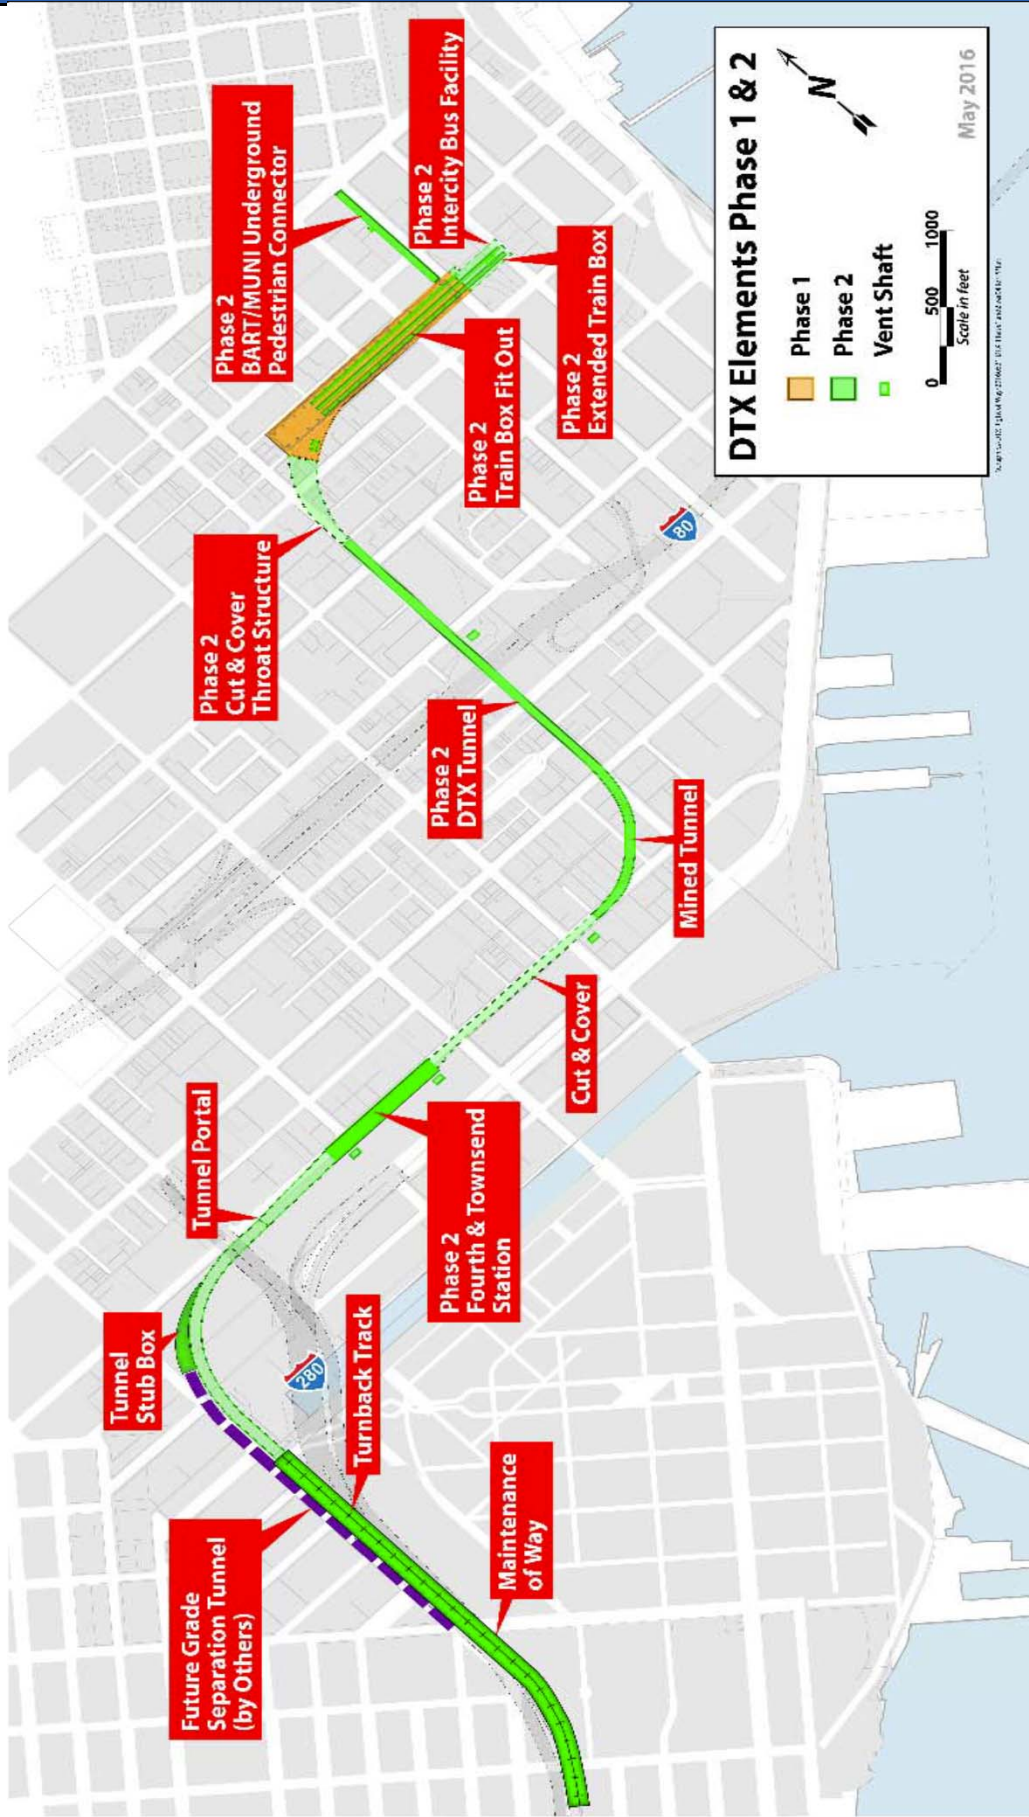 Future Grade
Separation Tunnel
(by Others)
Tunnel
Stub Box
Tunnel Portal
Phase 2
Cut & Cover
Throat Structure
Phase 2
BART/MUNI Underground
Pedestrian Connector
Phase 2
Intercity Bus Facility
Phase 2
Train Box Fit Out
Phase 2
Extended Train Box
Phase 2
DTX Tunnel
Mined Tunnel
Cut & Cover
Phase 2
Fourth & Townsend
Station
Turnback Track
Maintenance
of Way
280
80
DTX Elements Phase 1 & 2
Phase 1
Phase 2
Vent Shaft
N
0 500 1000
Scale in feet
May 2016